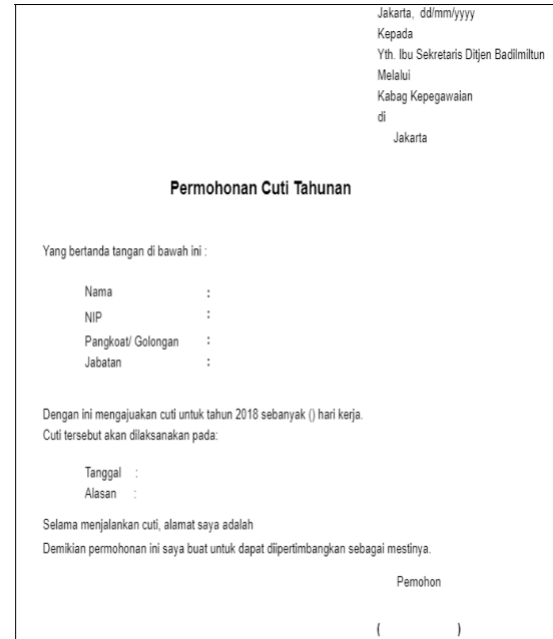 Jakarta, dd/mm/yyyy
Kepada
Yth. Ibu Sekretaris Ditjen Badilmiltun
Melalui
Kabag Kepegawaian
di
Jakarta
Permohonan Cuti Tahunan
Yang bertanda tangan di bawah ini :
Nama :
NIP :
Pangkoat/ Golongan :
Jabatan :
Dengan ini mengajuakan cuti untuk tahun 2018 sebanyak () hari kerja.
Cuti tersebut akan dilaksanakan pada:
Tanggal :
Alasan :
Selama menjalankan cuti, alamat saya adalah
Demikian permohonan ini saya buat untuk dapat diipertimbangkan sebagai mestinya.
Pemohon
( )